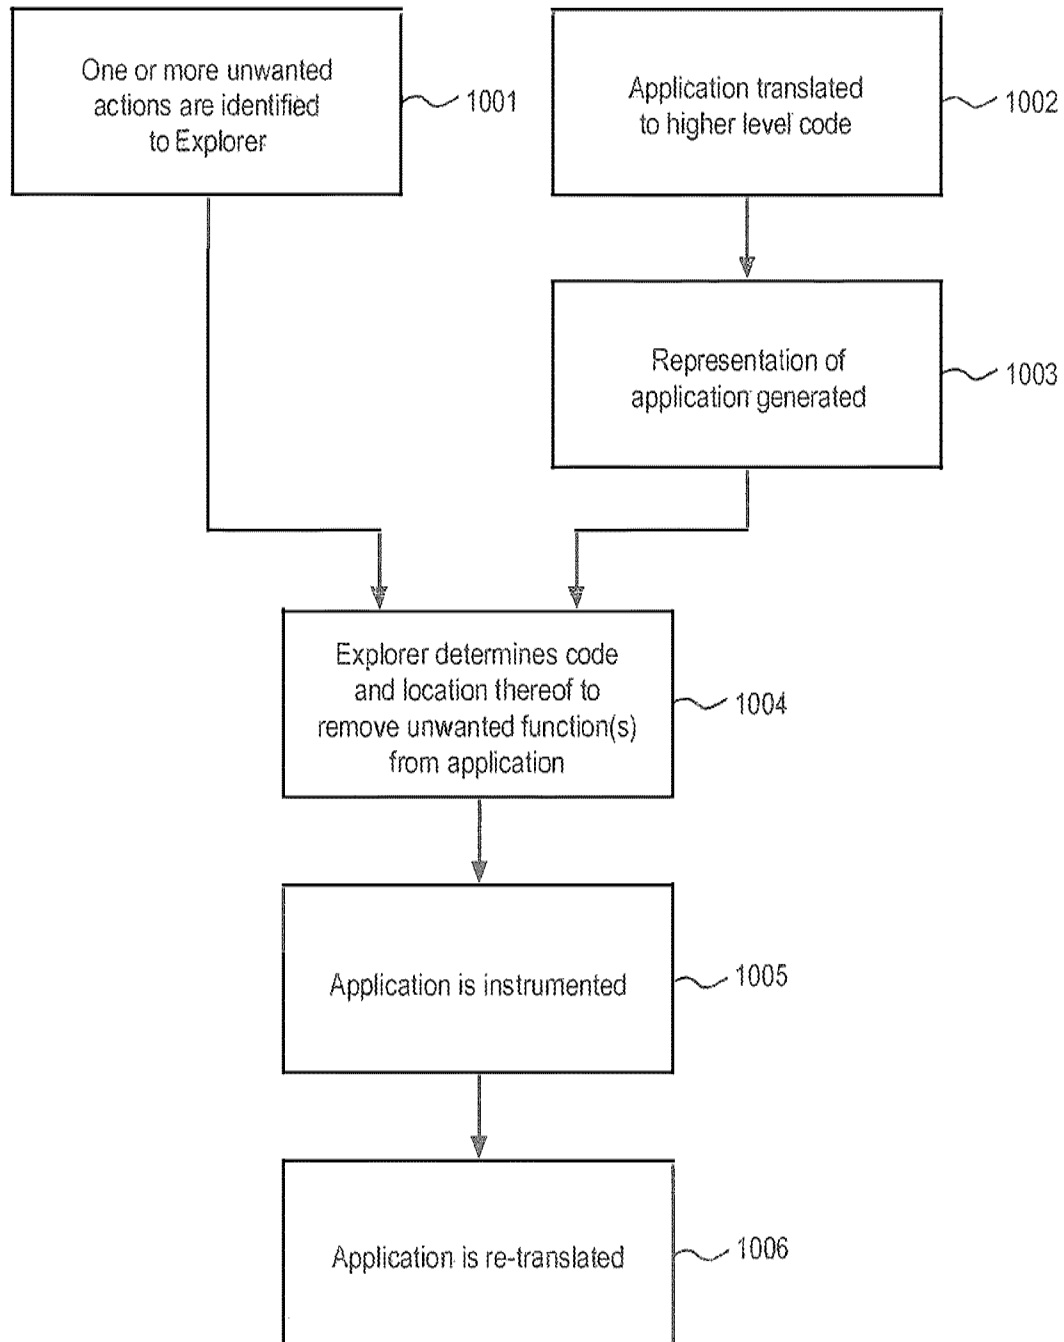 One or more unwanted
actions are identified
to Explorer
1001
Application translated
to higher level code
1002
Representation of
application generated
1003
Explorer determines code
and location thereof to
remove unwanted function(s)
from application
1004
Application is instrumented
1005
Application is re-translated
1006